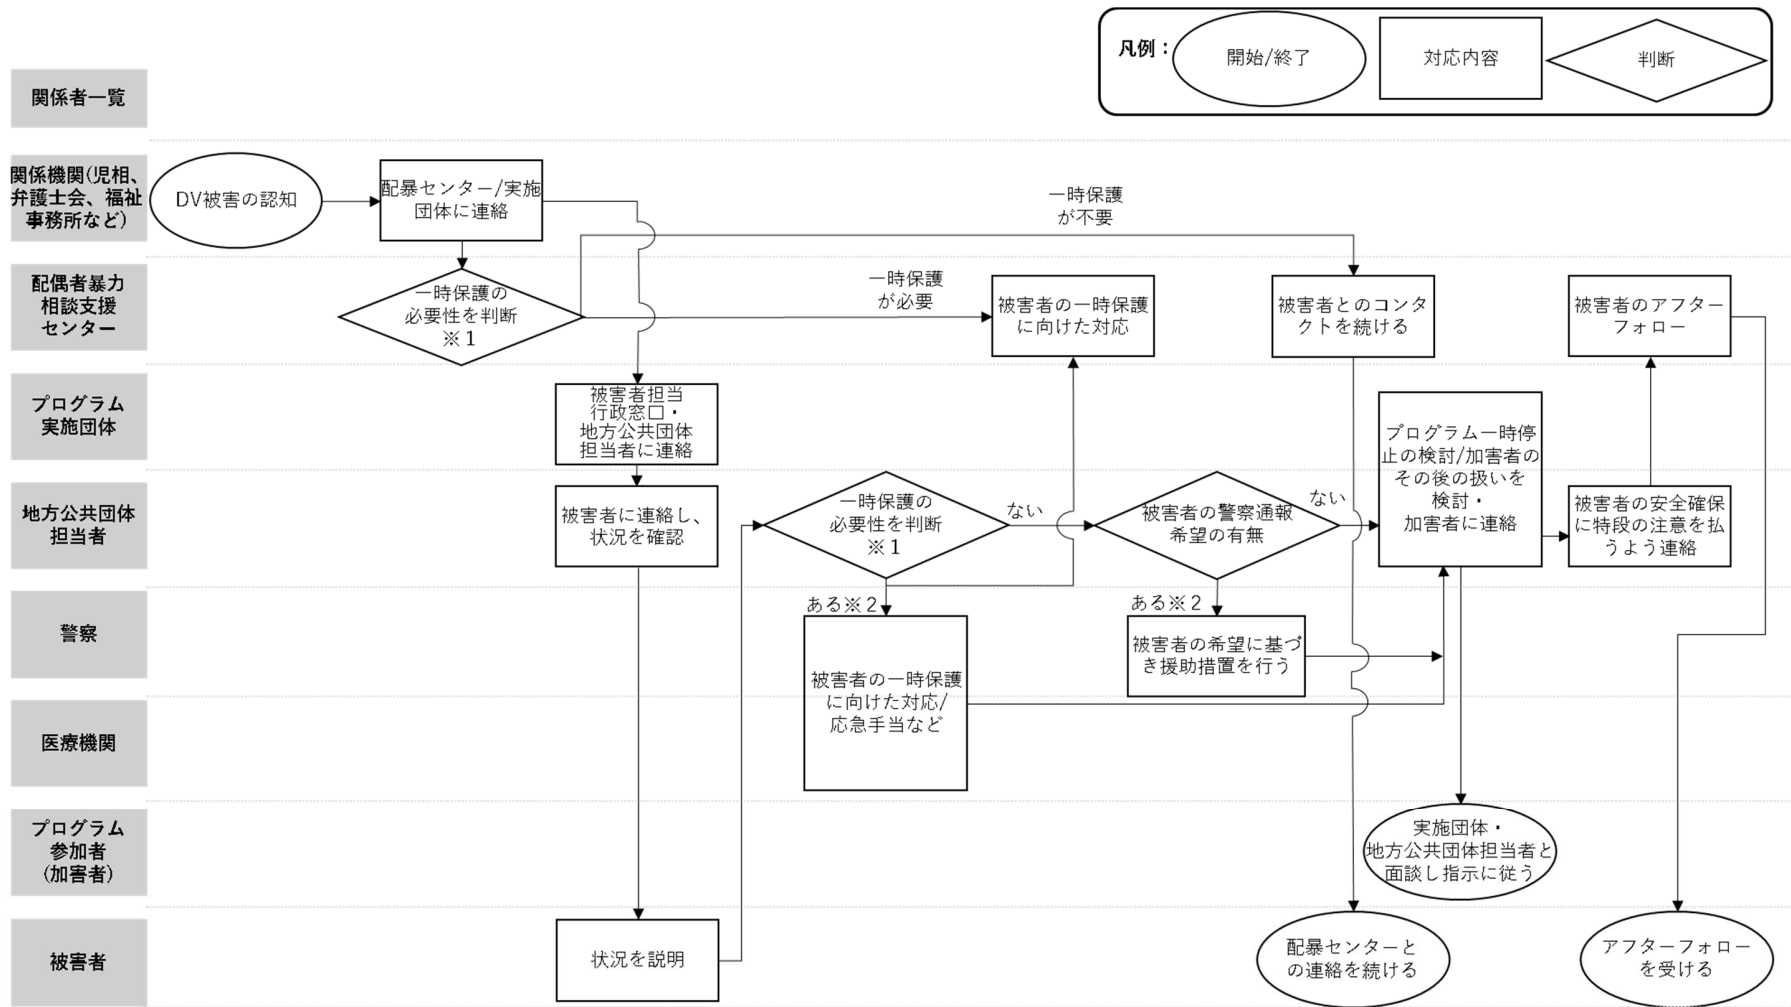 凡例：
開始/終了
対応内容
判断
関係者一覧
関係機関(児相、
弁護士会、福祉
事務所など)
DV被害の認知
配暴センター/実施
団体に連絡
一時保護
が不要
配偶者暴力
相談支援
センター
一時保護の
必要性を判断
※１
一時保護
が必要
被害者の一時保護
に向けた対応
被害者とのコンタ
クトを続ける
被害者のアフター
フォロー
プログラム
実施団体
被害者担当
行政窓口・
地方公共団体
担当者に連絡
プログラム一時停
止の検討/加害者の
その後の扱いを
検討・
加害者に連絡
地方公共団体
担当者
被害者に連絡し、
状況を確認
一時保護の
必要性を判断
※１
ない
被害者の警察通報
希望の有無
ない
被害者の安全確保
に特段の注意を払
うよう連絡
警察
ある※２
被害者の一時保護
に向けた対応/
応急手当など
ある※２
被害者の希望に基づ
き援助措置を行う
医療機関
プログラム
参加者
(加害者)
実施団体・
地方公共団体担当者と
面談し指示に従う
被害者
状況を説明
配暴センターと
の連絡を続ける
アフターフォロー
を受ける